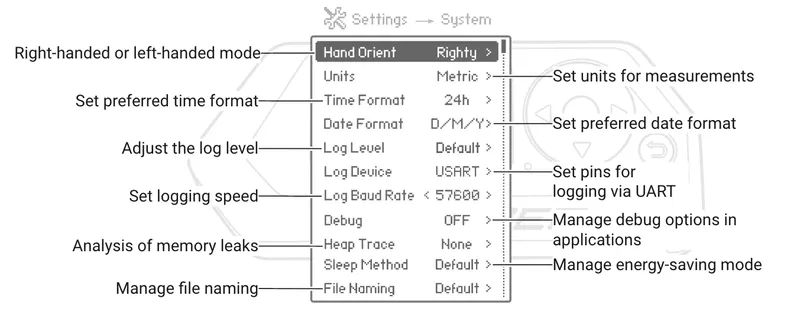 Settings → System
Right-handed or left-handed mode
Hand Orient Righty >
Units Metric >
Set units for measurements
Set preferred time format
Time Format 24h >
Date Format D/M/Y>
Set preferred date format
Adjust the log level
Log Level Default>
Log Device USART >
Set pins for
logging via UART
Set logging speed
Log Baud Rate < 57600 >
Debug OFF >
Manage debug options in
applications
Analysis of memory leaks
Heap Trace None >
Sleep Method Default >
Manage energy-saving mode
Manage file naming
File Naming Default >